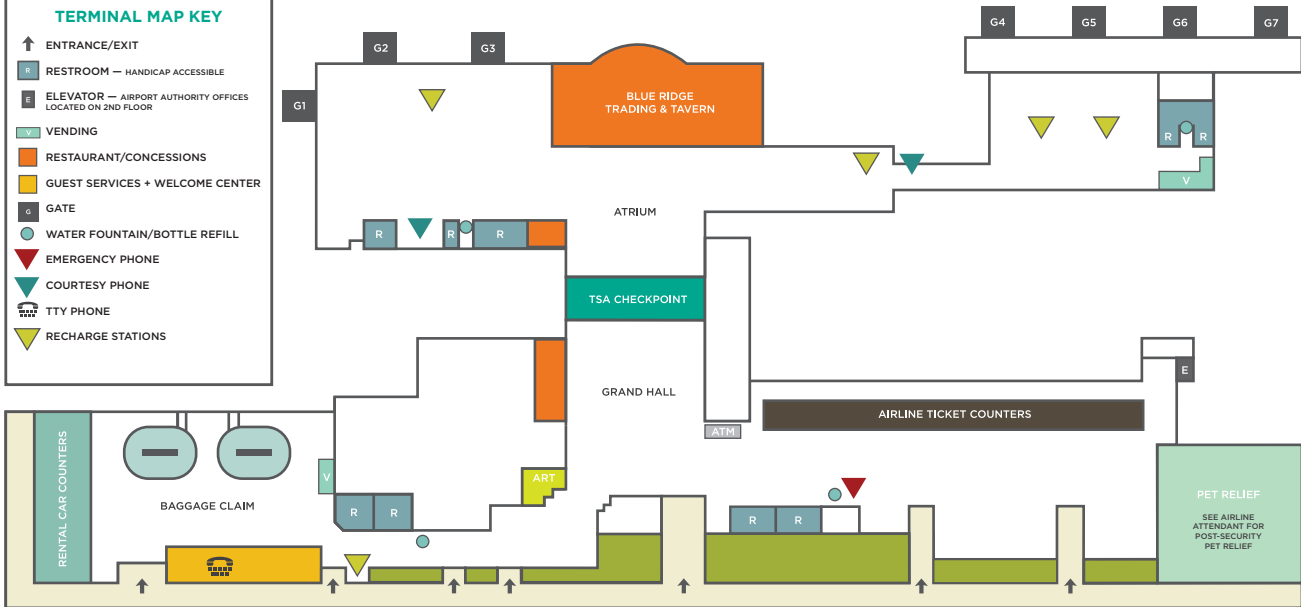 TERMINAL MAP KEY
ENTRANCE/EXIT
R RESTROOM — HANDICAP ACCESSIBLE
E ELEVATOR — AIRPORT AUTHORITY OFFICES
LOCATED ON 2ND FLOOR
V VENDING
RESTAURANT/CONCESSIONS
GUEST SERVICES + WELCOME CENTER
G GATE
WATER FOUNTAIN/BOTTLE REFILL
EMERGENCY PHONE
COURTESY PHONE
TTY PHONE
RECHARGE STATIONS
G1
G2
G3
G4
G5
G6
G7
BLUE RIDGE
TRADING & TAVERN
R R
V
ATRIUM
R
R
R
TSA CHECKPOINT
GRAND HALL
E
AIRLINE TICKET COUNTERS
ATM
RENTAL CAR COUNTERS
BAGGAGE CLAIM
V
ART
R R
R R
PET RELIEF
SEE AIRLINE
ATTENDANT FOR
POST-SECURITY
PET RELIEF